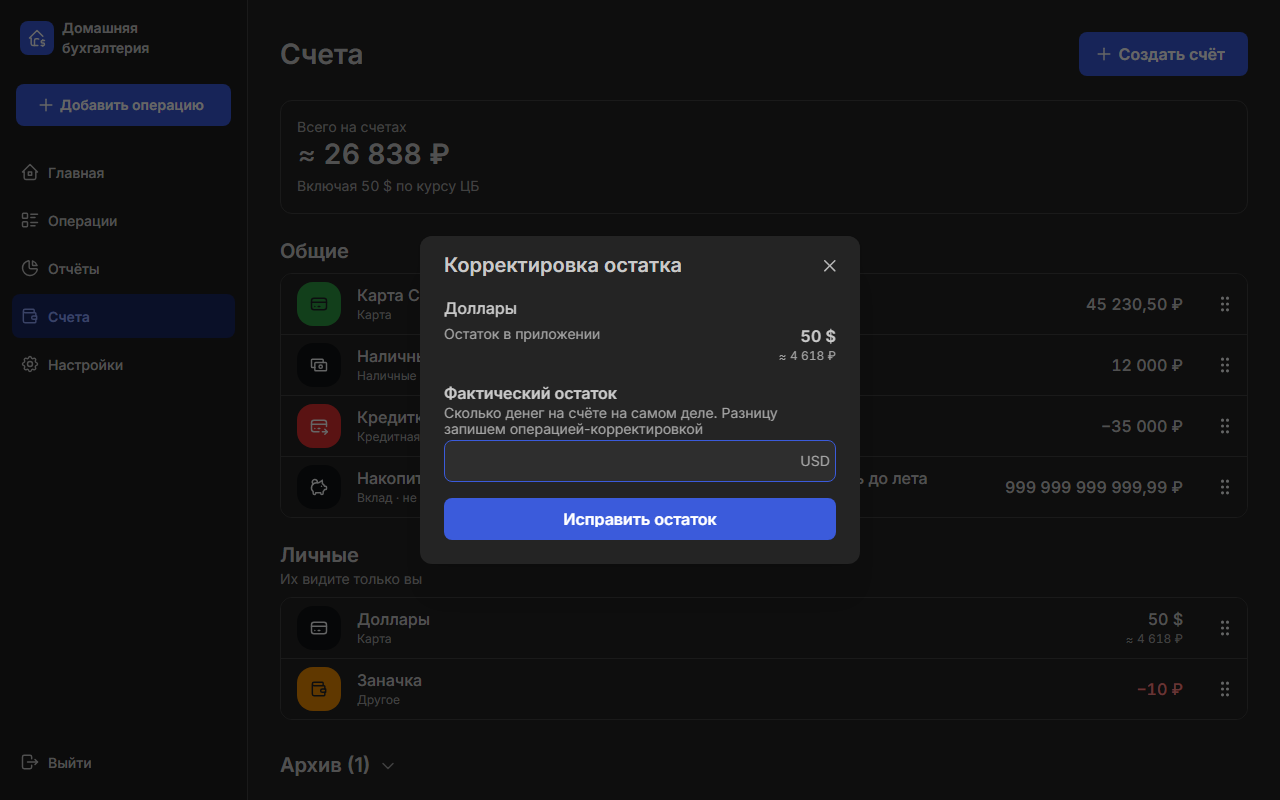 Домашняя
бухгалтерия
Добавить операцию
Главная
Операции
Отчёты
Счета
Настройки
Выйти
Счета
Создать счёт
Всего на счетах
≈ 26 838 ₽
Включая 50 $ по курсу ЦБ
Общие
Карта С
Карта
45 230,50 ₽
Наличн
Наличные
12 000 ₽
Кредитк
Кредитная
−35 000 ₽
Накопит
до лета
Вклад · не
999 999 999 999,99 ₽
Корректировка остатка
Доллары
Остаток в приложении
50 $
≈ 4 618 ₽
Фактический остаток
Сколько денег на счёте на самом деле. Разницу
запишем операцией-корректировкой
USD
Исправить остаток
Личные
Их видите только вы
Доллары
Карта
50 $
≈ 4 618 ₽
Заначка
Другое
−10 ₽
Архив (1)